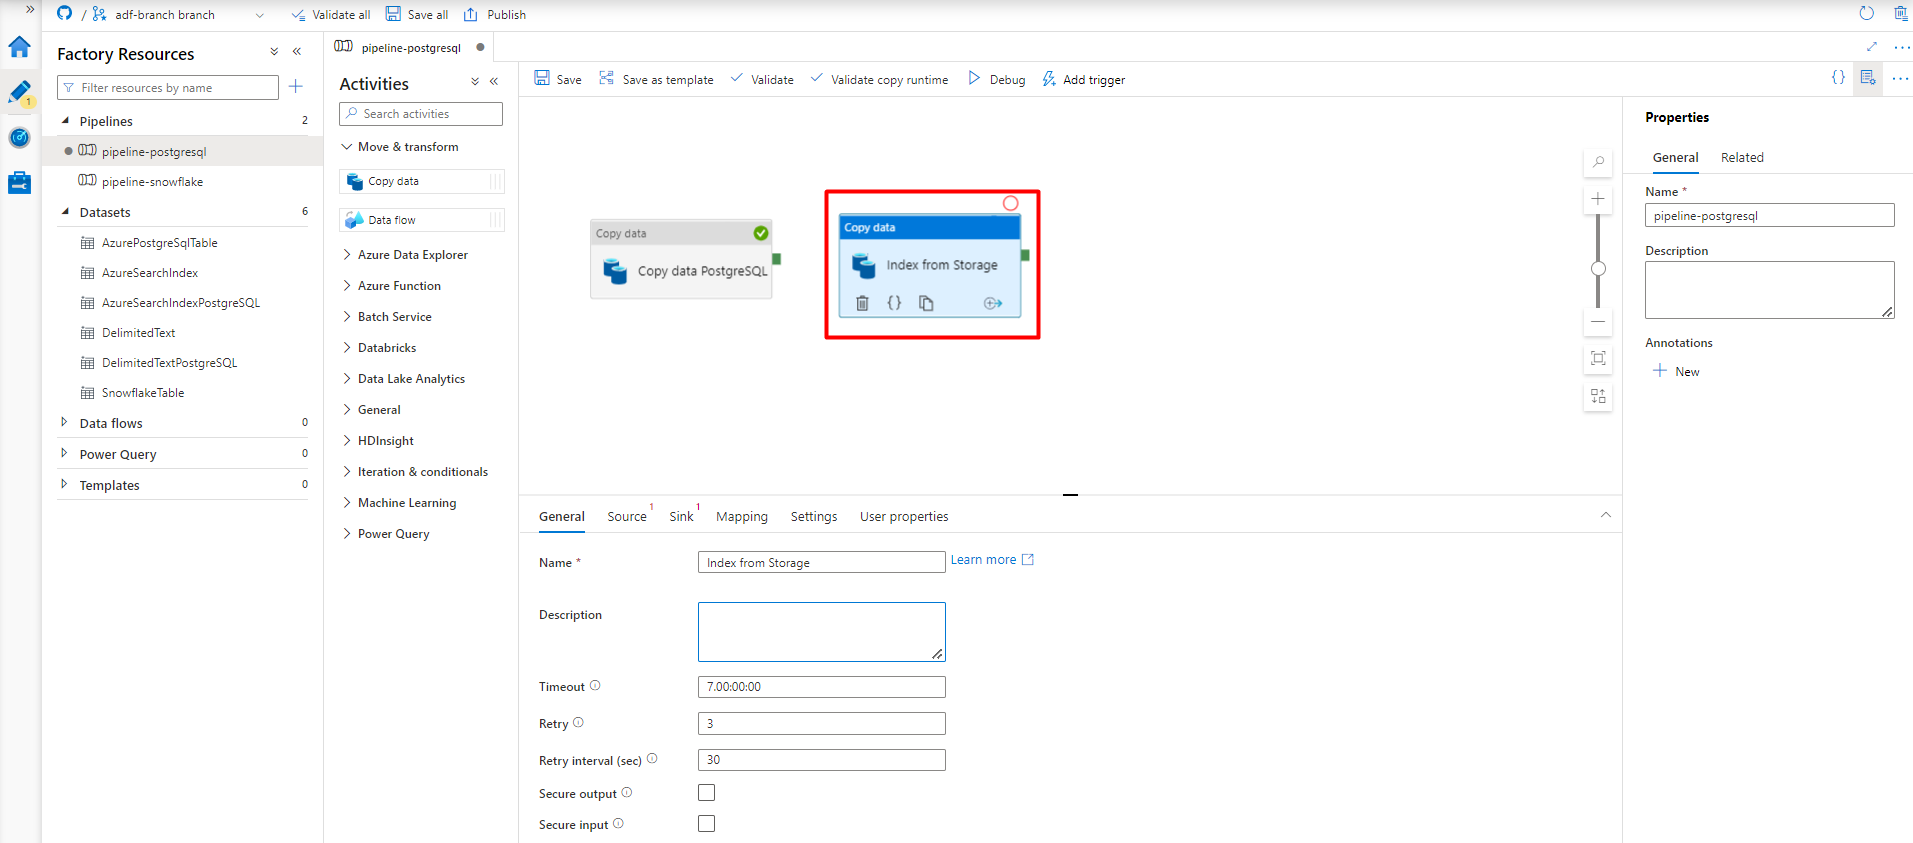 / adf-branch branch Validate all Save all Publish
1
Factory Resources
Filter resources by name
Pipelines 2
pipeline-postgresql
pipeline-snowflake
Datasets 6
AzurePostgreSqlTable
AzureSearchIndex
AzureSearchIndexPostgreSQL
DelimitedText
DelimitedTextPostgreSQL
SnowflakeTable
Data flows 0
Power Query 0
Templates 0
pipeline-postgresql
Activities
Search activities
Move & transform
Copy data
Data flow
Azure Data Explorer
Azure Function
Batch Service
Databricks
Data Lake Analytics
General
HDInsight
Iteration & conditionals
Machine Learning
Power Query
Save Save as template Validate Validate copy runtime Debug Add trigger
{}
Copy data
Copy data PostgreSQL
Copy data
Index from Storage
{}
General Source 1 Sink 1 Mapping Settings User properties
Name * Index from Storage Learn more
Description
Timeout 7.00:00:00
Retry 3
Retry interval (sec) 30
Secure output
Secure input
Properties
General Related
Name *
pipeline-postgresql
Description
Annotations
New